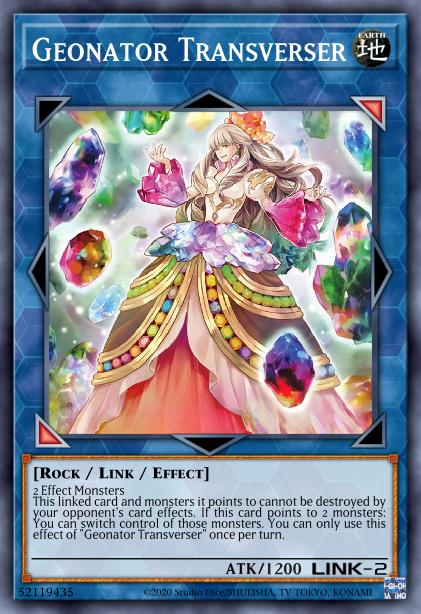 GEONATOR TRANSVERSER
EARTH
地
[ROCK / LINK / EFFECT]
2 Effect Monsters
This linked card and monsters it points to cannot be destroyed by
your opponent's card effects. If this card points to 2 monsters:
You can switch control of those monsters. You can only use this
effect of "Geonator Transverser" once per turn.
ATK/1200 LINK-2
52119435
©2020 Studio Dice/SHUEISHA, TV TOKYO, KONAMI